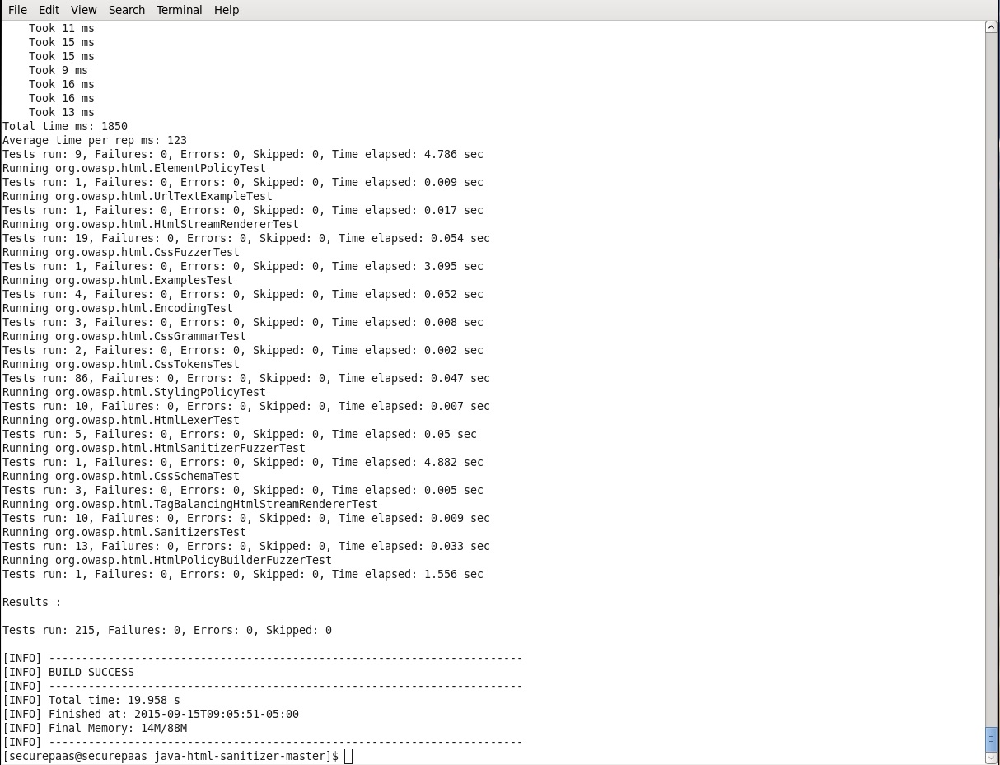 File Edit View Search Terminal Help
    Took 11 ms
    Took 15 ms
    Took 15 ms
    Took 9 ms
    Took 16 ms
    Took 16 ms
    Took 13 ms
Total time ms: 1850
Average time per rep ms: 123
Tests run: 9, Failures: 0, Errors: 0, Skipped: 0, Time elapsed: 4.786 sec
Running org.owasp.html.ElementPolicyTest
Tests run: 1, Failures: 0, Errors: 0, Skipped: 0, Time elapsed: 0.009 sec
Running org.owasp.html.UrlTextExampleTest
Tests run: 1, Failures: 0, Errors: 0, Skipped: 0, Time elapsed: 0.017 sec
Running org.owasp.html.HtmlStreamRendererTest
Tests run: 19, Failures: 0, Errors: 0, Skipped: 0, Time elapsed: 0.054 sec
Running org.owasp.html.CssFuzzerTest
Tests run: 1, Failures: 0, Errors: 0, Skipped: 0, Time elapsed: 3.095 sec
Running org.owasp.html.ExamplesTest
Tests run: 4, Failures: 0, Errors: 0, Skipped: 0, Time elapsed: 0.052 sec
Running org.owasp.html.EncodingTest
Tests run: 3, Failures: 0, Errors: 0, Skipped: 0, Time elapsed: 0.008 sec
Running org.owasp.html.CssGrammarTest
Tests run: 2, Failures: 0, Errors: 0, Skipped: 0, Time elapsed: 0.002 sec
Running org.owasp.html.CssTokensTest
Tests run: 86, Failures: 0, Errors: 0, Skipped: 0, Time elapsed: 0.047 sec
Running org.owasp.html.StylingPolicyTest
Tests run: 10, Failures: 0, Errors: 0, Skipped: 0, Time elapsed: 0.007 sec
Running org.owasp.html.HtmlLexerTest
Tests run: 5, Failures: 0, Errors: 0, Skipped: 0, Time elapsed: 0.05 sec
Running org.owasp.html.HtmlSanitizerFuzzerTest
Tests run: 1, Failures: 0, Errors: 0, Skipped: 0, Time elapsed: 4.882 sec
Running org.owasp.html.CssSchemaTest
Tests run: 3, Failures: 0, Errors: 0, Skipped: 0, Time elapsed: 0.005 sec
Running org.owasp.html.TagBalancingHtmlStreamRendererTest
Tests run: 10, Failures: 0, Errors: 0, Skipped: 0, Time elapsed: 0.009 sec
Running org.owasp.html.SanitizersTest
Tests run: 13, Failures: 0, Errors: 0, Skipped: 0, Time elapsed: 0.033 sec
Running org.owasp.html.HtmlPolicyBuilderFuzzerTest
Tests run: 1, Failures: 0, Errors: 0, Skipped: 0, Time elapsed: 1.556 sec

Results :

Tests run: 215, Failures: 0, Errors: 0, Skipped: 0

[INFO] ------------------------------------------------------------------------
[INFO] BUILD SUCCESS
[INFO] ------------------------------------------------------------------------
[INFO] Total time: 19.958 s
[INFO] Finished at: 2015-09-15T09:05:51-05:00
[INFO] Final Memory: 14M/88M
[INFO] ------------------------------------------------------------------------
[securepaas@securepaas java-html-sanitizer-master]$